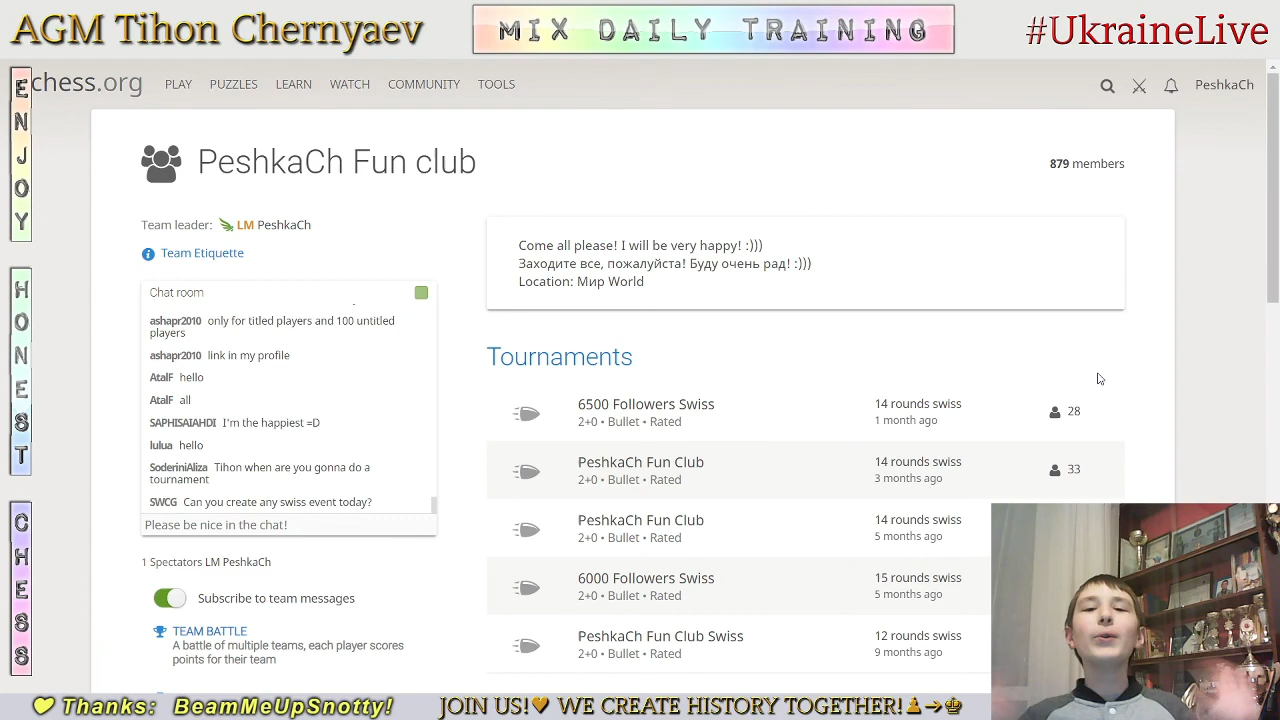 AGM Tihon Chernyaev
MIX DAILY TRAINING
#UkraineLive
ENJOY
HONEST
CHESS
chess.org
PLAY
PUZZLES
LEARN
WATCH
COMMUNITY
TOOLS
PeshkaCh
PeshkaCh Fun club
879 members
Team leader: LM PeshkaCh
Team Etiquette
Come all please! I will be very happy! :)))
Заходите все, пожалуйста! Буду очень рад! :)))
Location: Мир World
Chat room
ashapr2010 only for titled players and 100 untitled
players
ashapr2010 link in my profile
AtalF hello
AtalF all
SAPHISAIAHDI I'm the happiest =D
lulua hello
SoderiniAliza Tihon when are you gonna do a
tournament
SWCG Can you create any swiss event today?
Please be nice in the chat!
1 Spectators LM PeshkaCh
Subscribe to team messages
TEAM BATTLE
A battle of multiple teams, each player scores
points for their team
Tournaments
6500 Followers Swiss
2+0 • Bullet • Rated
14 rounds swiss
1 month ago
28
PeshkaCh Fun Club
2+0 • Bullet • Rated
14 rounds swiss
3 months ago
33
PeshkaCh Fun Club
2+0 • Bullet • Rated
14 rounds swiss
5 months ago
6000 Followers Swiss
2+0 • Bullet • Rated
15 rounds swiss
5 months ago
PeshkaCh Fun Club Swiss
2+0 • Bullet • Rated
12 rounds swiss
9 months ago
Thanks: BeamMeUpSnotty!
JOIN US!🧡 WE CREATE HISTORY TOGETHER!♟→♚